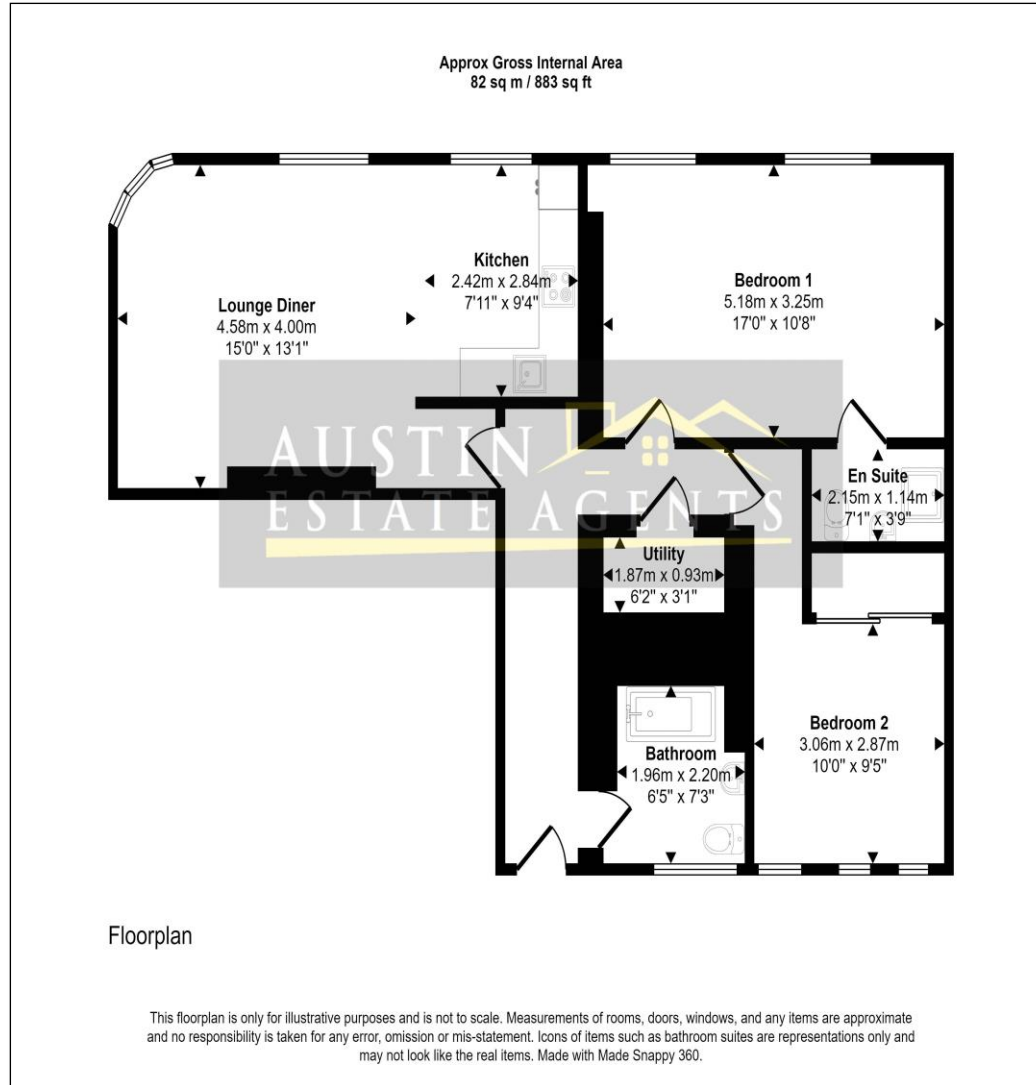 Approx Gross Internal Area
82 sq m / 883 sq ft
Kitchen
2.42m x 2.84m
7'11" x 9'4"
Lounge Diner
4.58m x 4.00m
15'0" x 13'1"
Bedroom 1
5.18m x 3.25m
17'0" x 10'8"
AUSTIN
ESTATE AGENTS
En Suite
2.15m x 1.14m
7'1" x 3'9"
Utility
1.87m x 0.93m
6'2" x 3'1"
Bathroom
1.96m x 2.20m
6'5" x 7'3"
Bedroom 2
3.06m x 2.87m
10'0" x 9'5"
Floorplan
This floorplan is only for illustrative purposes and is not to scale. Measurements of rooms, doors, windows, and any items are approximate
and no responsibility is taken for any error, omission or mis-statement. Icons of items such as bathroom suites are representations only and
may not look like the real items. Made with Made Snappy 360.